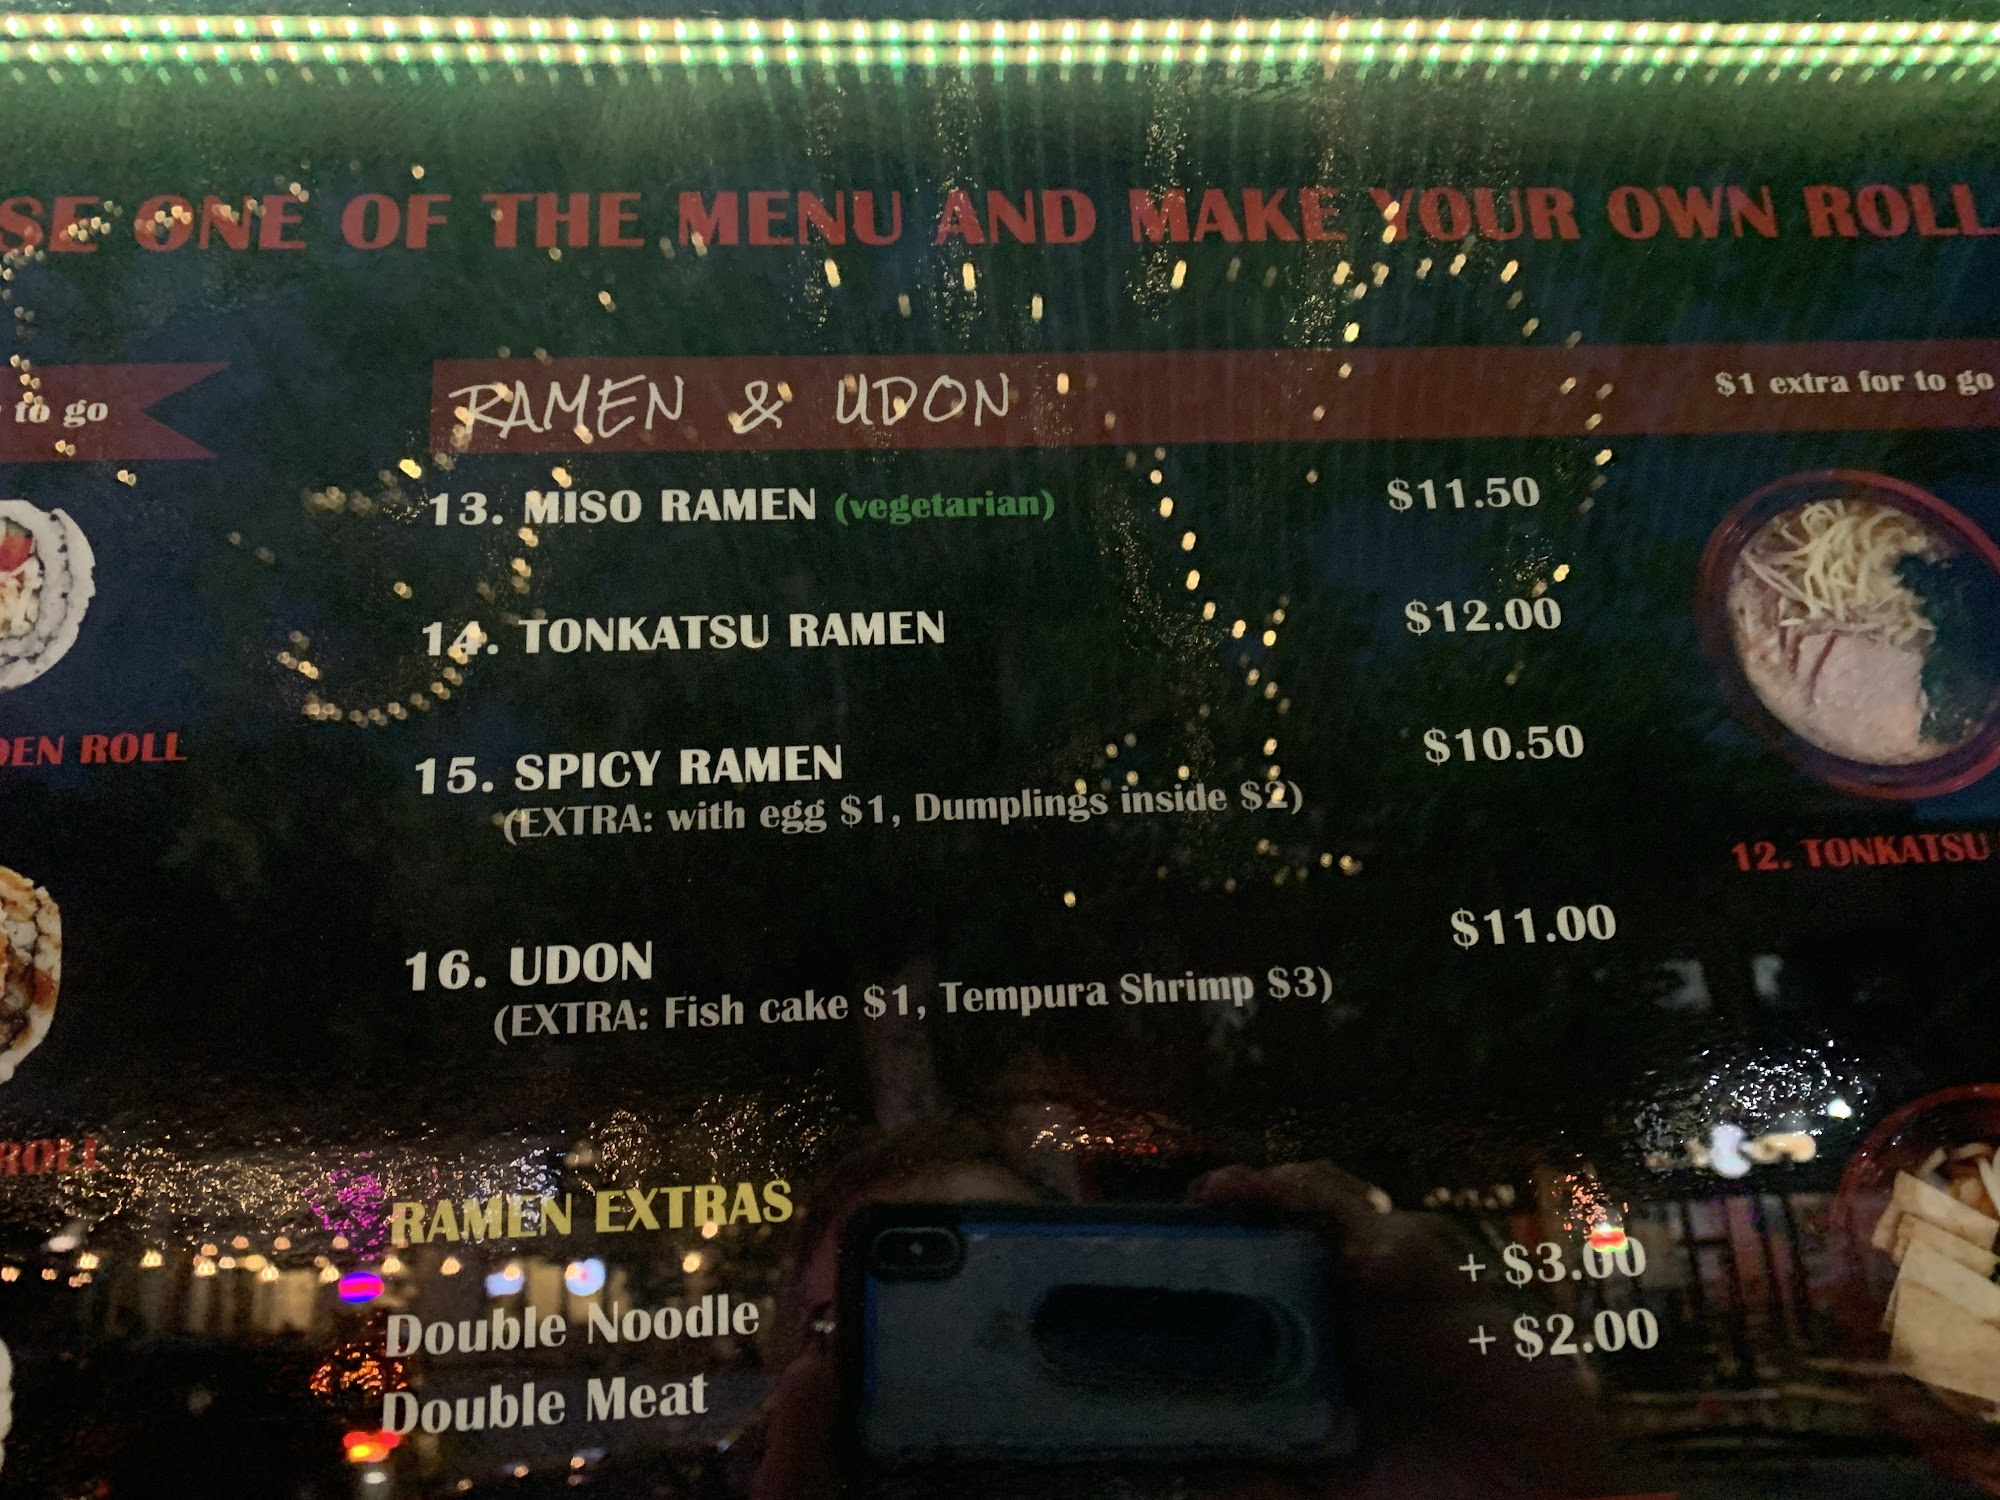 SE ONE OF THE MENU AND MAKE YOUR OWN ROLL
to go
RAMEN & UDON
$1 extra for to go
13. MISO RAMEN (vegetarian) $11.50
14. TONKATSU RAMEN $12.00
15. SPICY RAMEN $10.50
(EXTRA: with egg $1, Dumplings inside $2)
16. UDON $11.00
(EXTRA: Fish cake $1, Tempura Shrimp $3)
DEN ROLL
12. TONKATSU
ROLL
RAMEN EXTRAS
Double Noodle + $3.00
Double Meat + $2.00